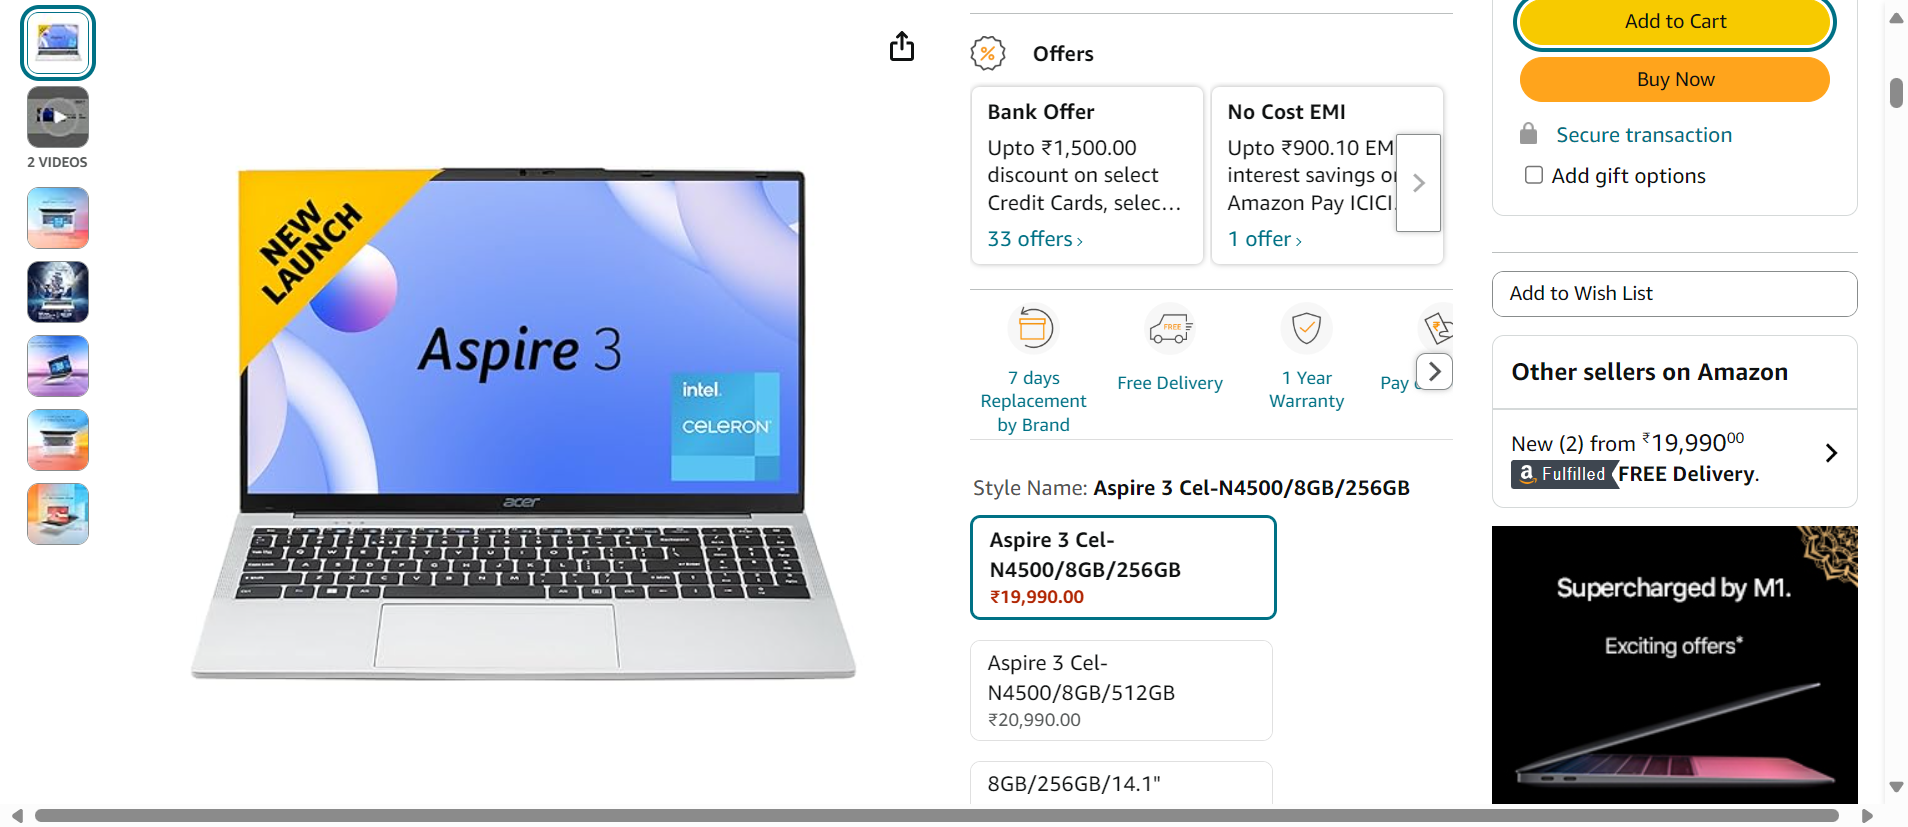 2 VIDEOS
NEW
LAUNCH
Aspire 3
intel.
CELERON
acer
Offers
Bank Offer
Upto ₹1,500.00
discount on select
Credit Cards, selec...
33 offers ›
No Cost EMI
Upto ₹900.10 EM
interest savings
Amazon Pay ICICI
1 offer ›
7 days
Replacement
by Brand
FREE
Free Delivery
1 Year
Warranty
Pay
Style Name: Aspire 3 Cel-N4500/8GB/256GB
Aspire 3 Cel-
N4500/8GB/256GB
₹19,990.00
Aspire 3 Cel-
N4500/8GB/512GB
₹20,990.00
8GB/256GB/14.1"
Add to Cart
Buy Now
Secure transaction
Add gift options
Add to Wish List
Other sellers on Amazon
New (2) from ₹19,99000
a Fulfilled FREE Delivery.
Supercharged by M1.
Exciting offers*